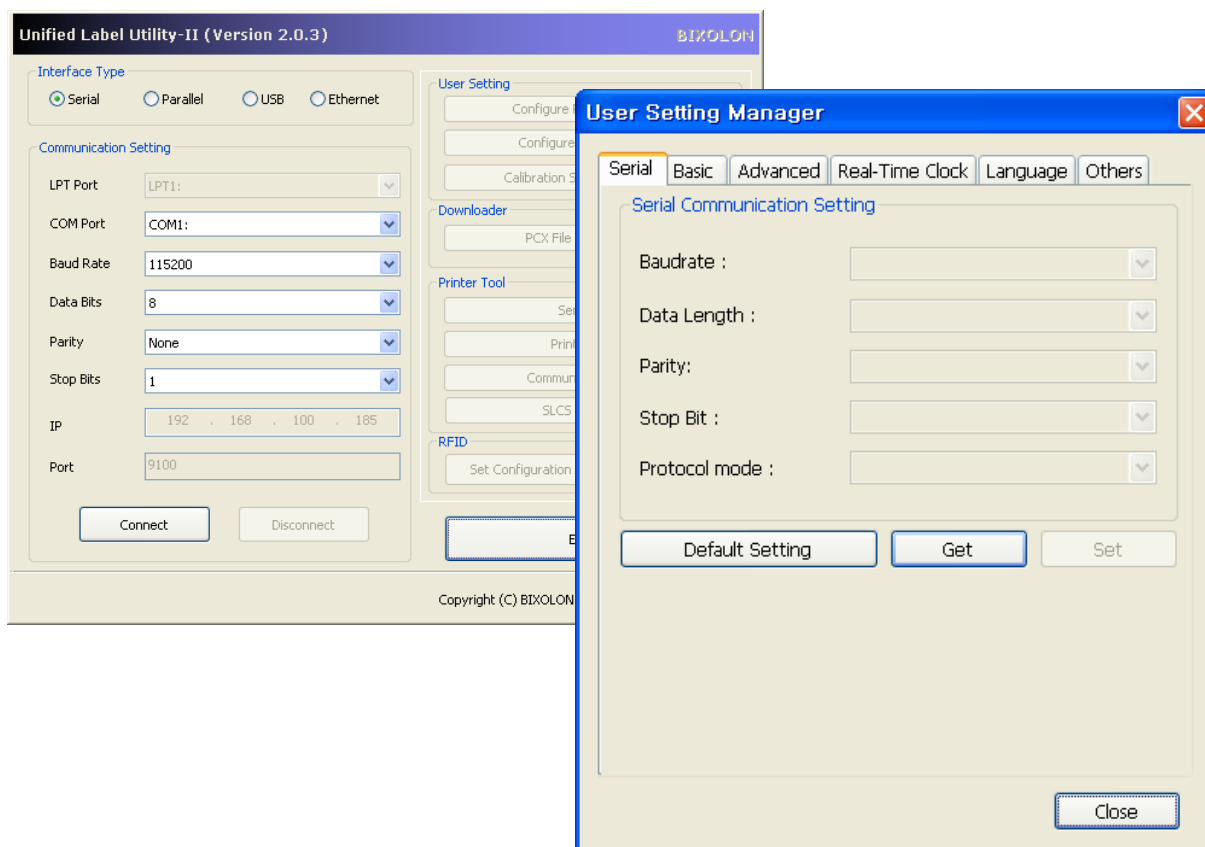 Unified Label Utility-II (Version 2.0.3)
BIXOLON
Interface Type
Serial
Parallel
USB
Ethernet
Communication Setting
LPT Port
LPT1:
COM Port
COM1:
Baud Rate
115200
Data Bits
8
Parity
None
Stop Bits
1
IP
192 . 168 . 100 . 185
Port
9100
Connect
Disconnect
User Setting
Configure
Configure
Calibration
Downloader
PCX File
Printer Tool
SLCS
RFID
Set Configuration
Copyright (C) BIXOLON
User Setting Manager
Serial
Basic
Advanced
Real-Time Clock
Language
Others
Serial Communication Setting
Baudrate :
Data Length :
Parity:
Stop Bit :
Protocol mode :
Default Setting
Get
Set
Close